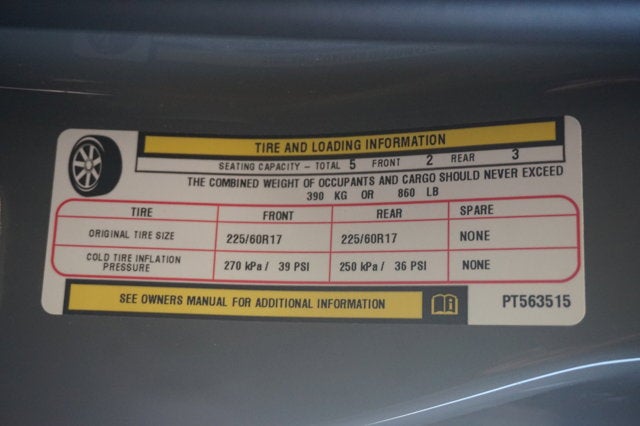 TIRE AND LOADING INFORMATION
SEATING CAPACITY – TOTAL 5 FRONT 2 REAR 3
THE COMBINED WEIGHT OF OCCUPANTS AND CARGO SHOULD NEVER EXCEED
390 KG OR 860 LB
TIRE FRONT REAR SPARE
ORIGINAL TIRE SIZE 225/60R17 225/60R17 NONE
COLD TIRE INFLATION
PRESSURE 270 kPa / 39 PSI 250 kPa / 36 PSI NONE
SEE OWNERS MANUAL FOR ADDITIONAL INFORMATION
PT563515